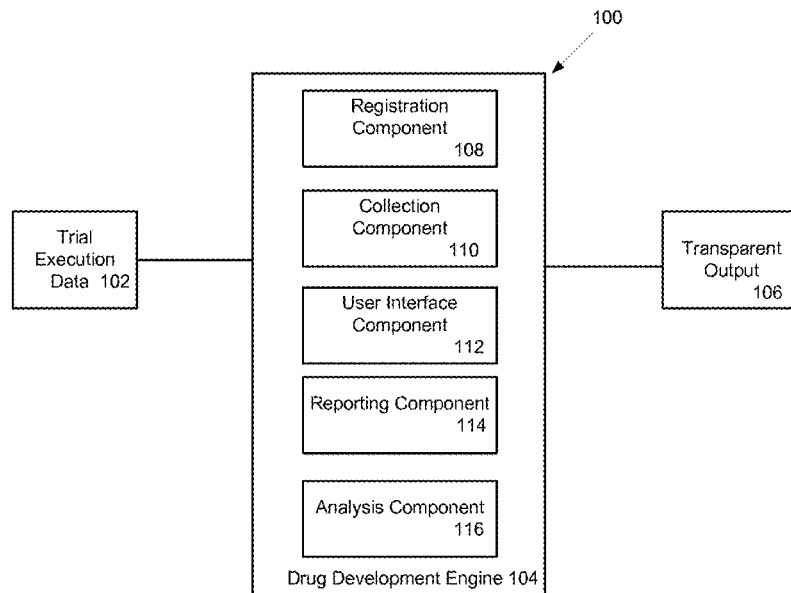 100
Registration
Component
108
Collection
Component
110
User Interface
Component
112
Reporting Component
114
Analysis Component
116
Drug Development Engine 104
Trial
Execution
Data 102
Transparent
Output
106